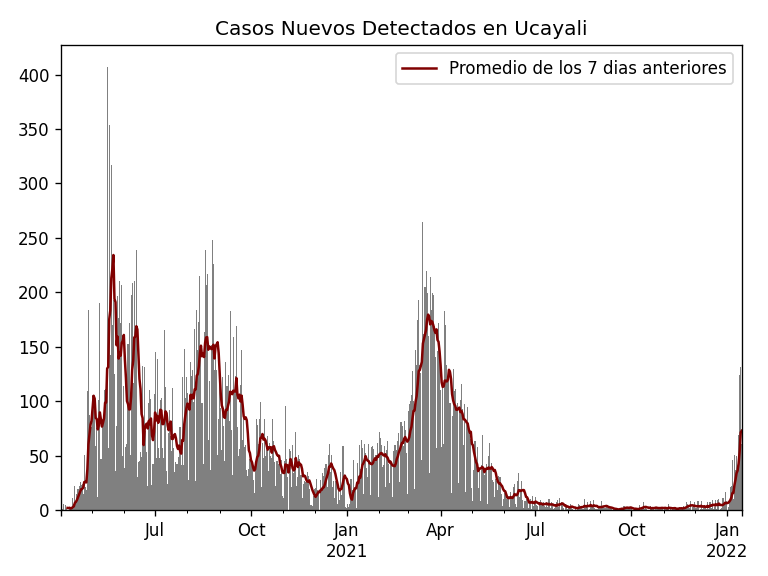 Casos Nuevos Detectados en Ucayali
Promedio de los 7 dias anteriores
400
350
300
250
200
150
100
50
0
Jul
Oct
Jan
2021
Apr
Jul
Oct
Jan
2022